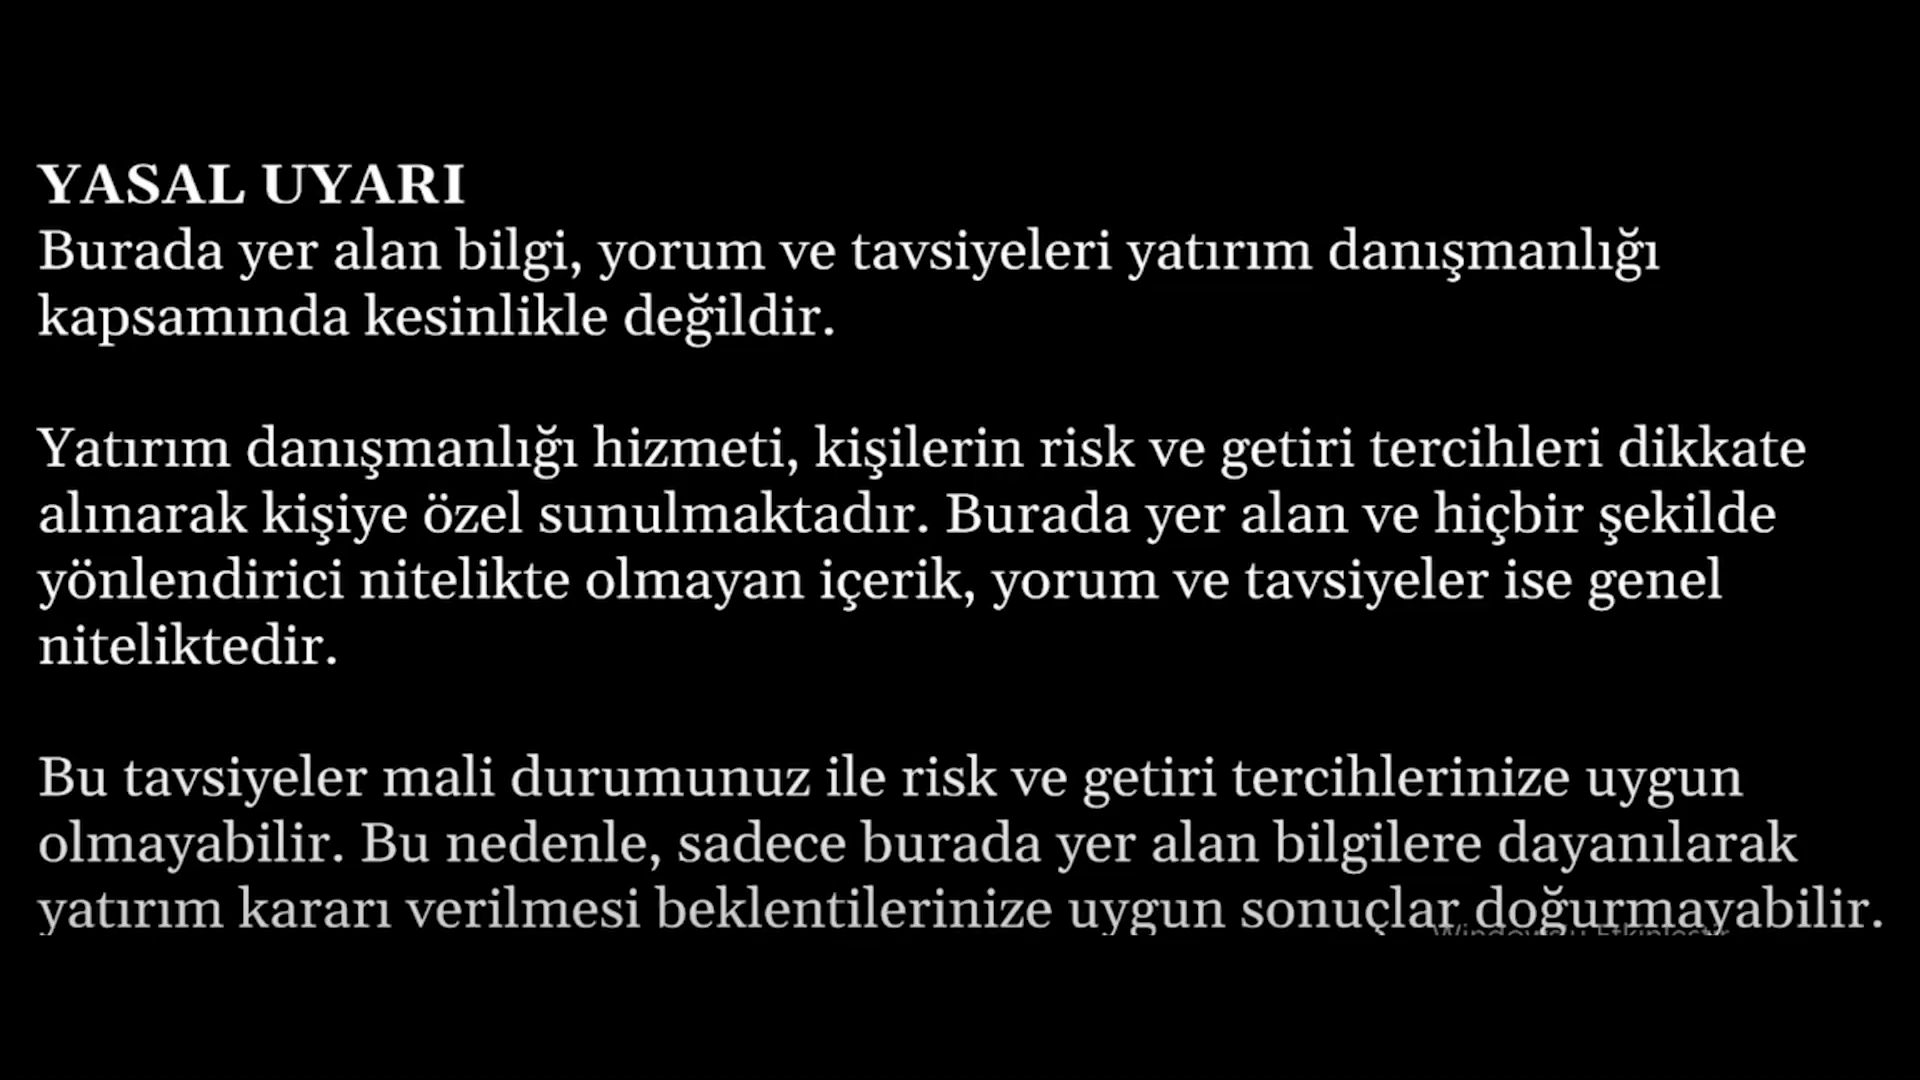 YASAL UYARI
Burada yer alan bilgi, yorum ve tavsiyeleri yatırım danışmanlığı
kapsamında kesinlikle değildir.
Yatırım danışmanlığı hizmeti, kişilerin risk ve getiri tercihleri dikkate
alınarak kişiye özel sunulmaktadır. Burada yer alan ve hiçbir şekilde
yönlendirici nitelikte olmayan içerik, yorum ve tavsiyeler ise genel
niteliktedir.
Bu tavsiyeler mali durumunuz ile risk ve getiri tercihlerinize uygun
olmayabilir. Bu nedenle, sadece burada yer alan bilgilere dayanılarak
yatırım kararı verilmesi beklentilerinize uygun sonuçlar doğurmayabilir.